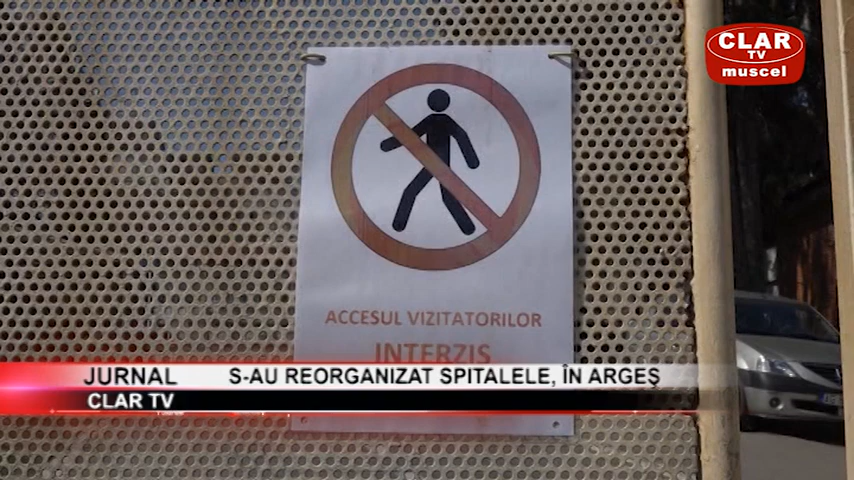 CLAR
TV
muscel
ACCESUL VIZITATORILOR
INTERZIS
JURNAL
S-AU REORGANIZAT SPITALELE, ÎN ARGEŞ
CLAR TV